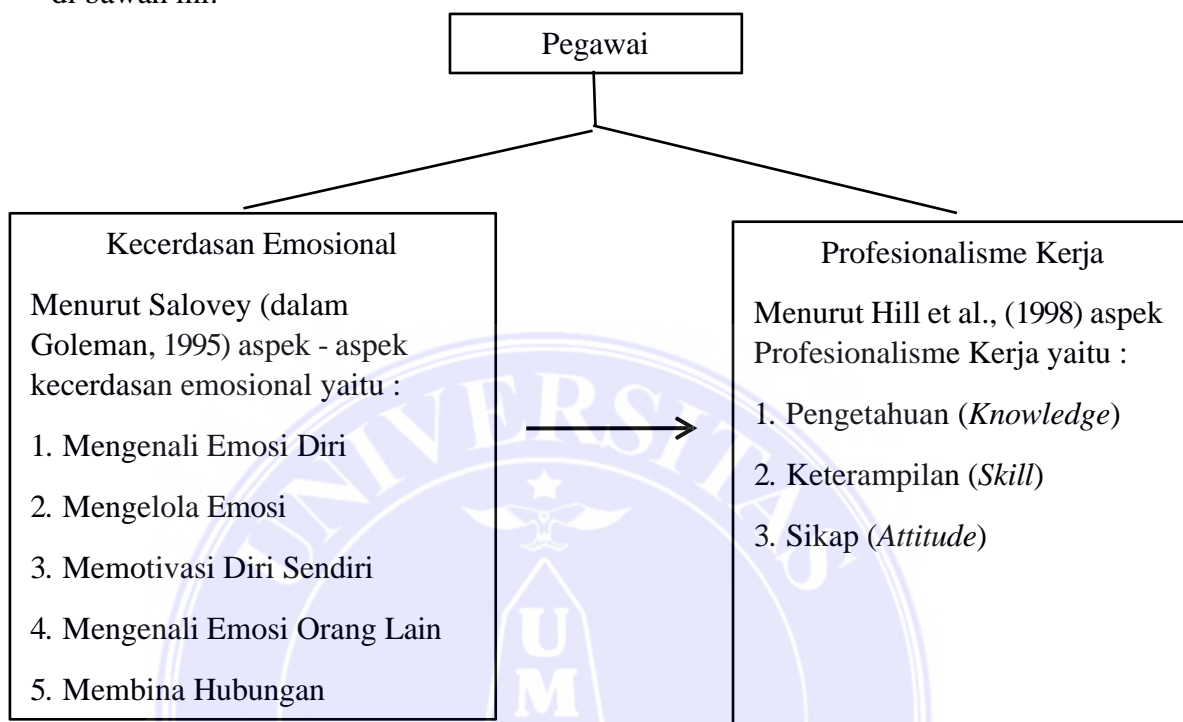 di bawah ini.
Pegawai
Kecerdasan Emosional
Menurut Salovey (dalam
Goleman, 1995) aspek - aspek
kecerdasan emosional yaitu :
1. Mengenali Emosi Diri
2. Mengelola Emosi
3. Memotivasi Diri Sendiri
4. Mengenali Emosi Orang Lain
5. Membina Hubungan
Profesionalisme Kerja
Menurut Hill et al., (1998) aspek
Profesionalisme Kerja yaitu :
1. Pengetahuan (Knowledge)
2. Keterampilan (Skill)
3. Sikap (Attitude)
UNIVERSITAS
U
M